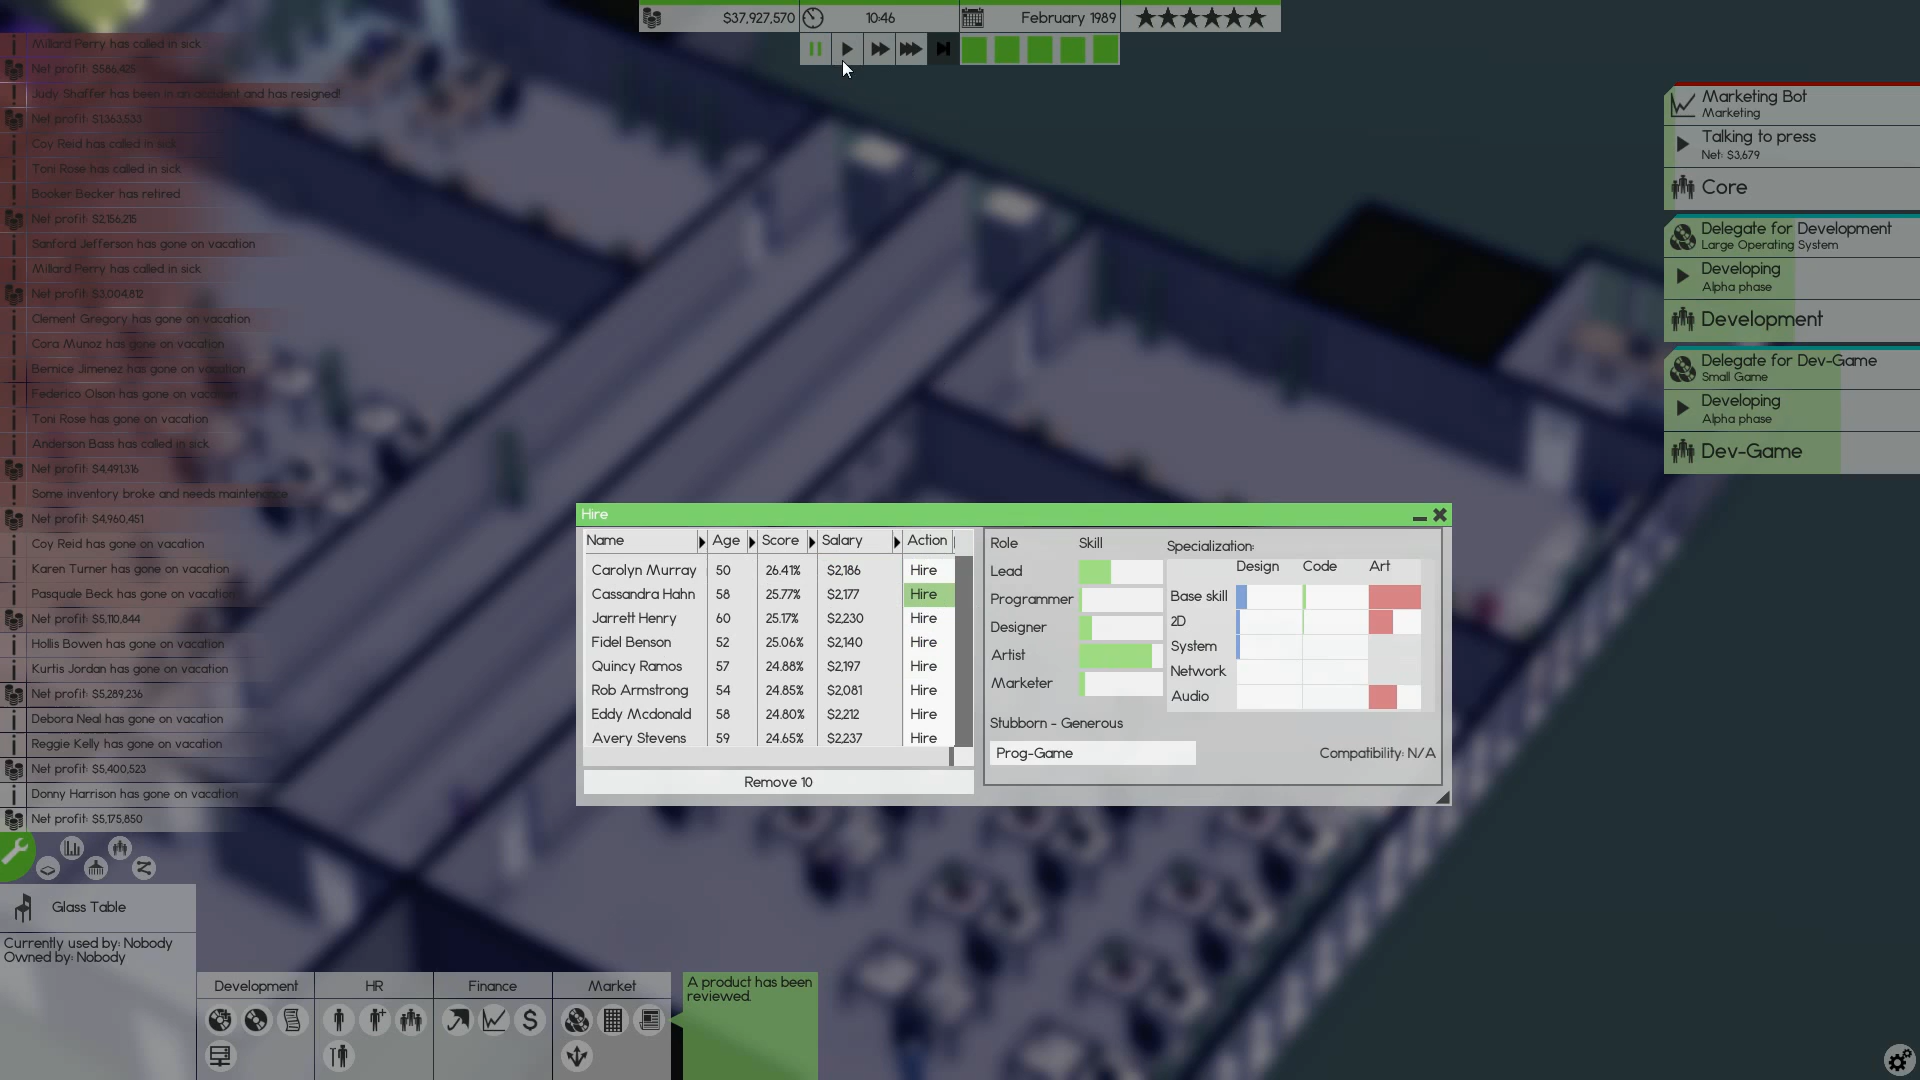 $37,927,570
10:46
February 1989
Millard Perry has called in sick
Net profit: $586,425
Judy Shaffer has been in an accident and has resigned!
Net profit: $1,363,533
Coy Reid has called in sick
Toni Rose has called in sick
Booker Becker has retired
Net profit: $2,156,215
Sanford Jefferson has gone on vacation
Millard Perry has called in sick
Net profit: $3,004,812
Clement Gregory has gone on vacation
Cora Munoz has gone on vacation
Bernice Jimenez has gone on vacation
Federico Olson has gone on vacation
Toni Rose has gone on vacation
Anderson Bass has called in sick
Net profit: $4,491,316
Some inventory broke and needs maintenance
Net profit: $4,960,451
Coy Reid has gone on vacation
Karen Turner has gone on vacation
Pasquale Beck has gone on vacation
Net profit: $5,110,844
Hollis Bowen has gone on vacation
Kurtis Jordan has gone on vacation
Net profit: $5,289,236
Debora Neal has gone on vacation
Reggie Kelly has gone on vacation
Net profit: $5,400,523
Donny Harrison has gone on vacation
Net profit: $5,175,850
Marketing Bot
Marketing
Talking to press
Net: $3,679
Core
Delegate for Development
Large Operating System
Developing
Alpha phase
Development
Delegate for Dev-Game
Small Game
Developing
Alpha phase
Dev-Game
Hire
Name Age Score Salary Action
Carolyn Murray 50 26.41% $2,186 Hire
Cassandra Hahn 58 25.77% $2,177 Hire
Jarrett Henry 60 25.17% $2,230 Hire
Fidel Benson 52 25.06% $2,140 Hire
Quincy Ramos 57 24.88% $2,197 Hire
Rob Armstrong 54 24.85% $2,081 Hire
Eddy Mcdonald 58 24.80% $2,212 Hire
Avery Stevens 59 24.65% $2,237 Hire
Remove 10
Role Skill
Lead
Programmer
Designer
Artist
Marketer
Specialization:
Design Code Art
Base skill
2D
System
Network
Audio
Stubborn - Generous
Prog-Game
Compatibility: N/A
Glass Table
Currently used by: Nobody
Owned by: Nobody
Development
HR
Finance
Market
A product has been
reviewed.